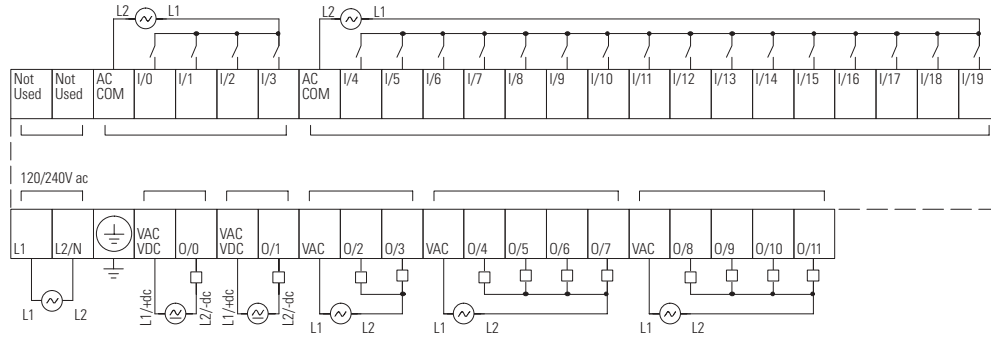 L2 L1 L2 L1
Not Used Not Used AC COM I/0 I/1 I/2 I/3 AC COM I/4 I/5 I/6 I/7 I/8 I/9 I/10 I/11 I/12 I/13 I/14 I/15 I/16 I/17 I/18 I/19
120/240V ac
L1 L2/N VAC VDC O/0 VAC VDC O/1 VAC O/2 O/3 VAC O/4 O/5 O/6 O/7 VAC O/8 O/9 O/10 O/11
L1/+dc L2/-dc L1/+dc L2/-dc
L1 L2 L1 L2 L1 L2 L1 L2